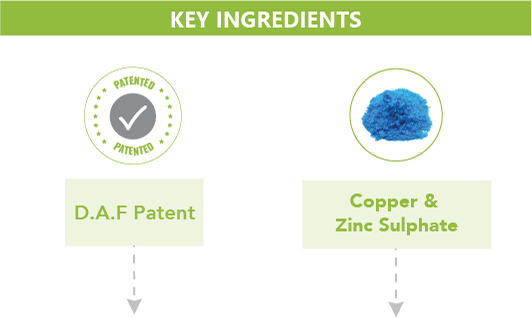 KEY INGREDIENTS
PATENTED
PATENTED
D.A.F Patent
Copper &
Zinc Sulphate